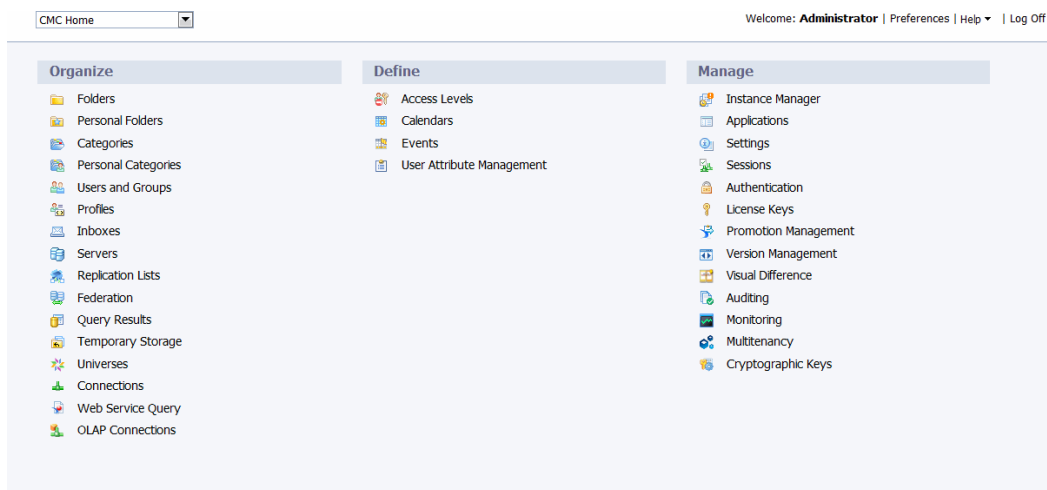 CMC Home
Welcome: Administrator | Preferences | Help | Log Off
Organize
Folders
Personal Folders
Categories
Personal Categories
Users and Groups
Profiles
Inboxes
Servers
Replication Lists
Federation
Query Results
Temporary Storage
Universes
Connections
Web Service Query
OLAP Connections
Define
Access Levels
Calendars
Events
User Attribute Management
Manage
Instance Manager
Applications
Settings
Sessions
Authentication
License Keys
Promotion Management
Version Management
Visual Difference
Auditing
Monitoring
Multitenancy
Cryptographic Keys